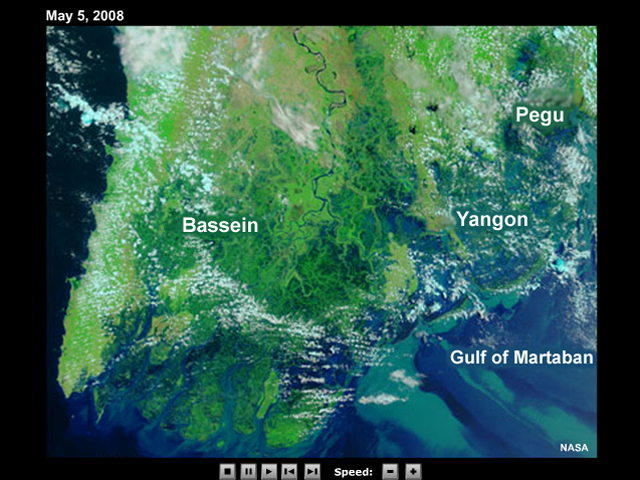 May 5, 2008
Pegu
Bassein
Yangon
Gulf of Martaban
NASA
Speed: